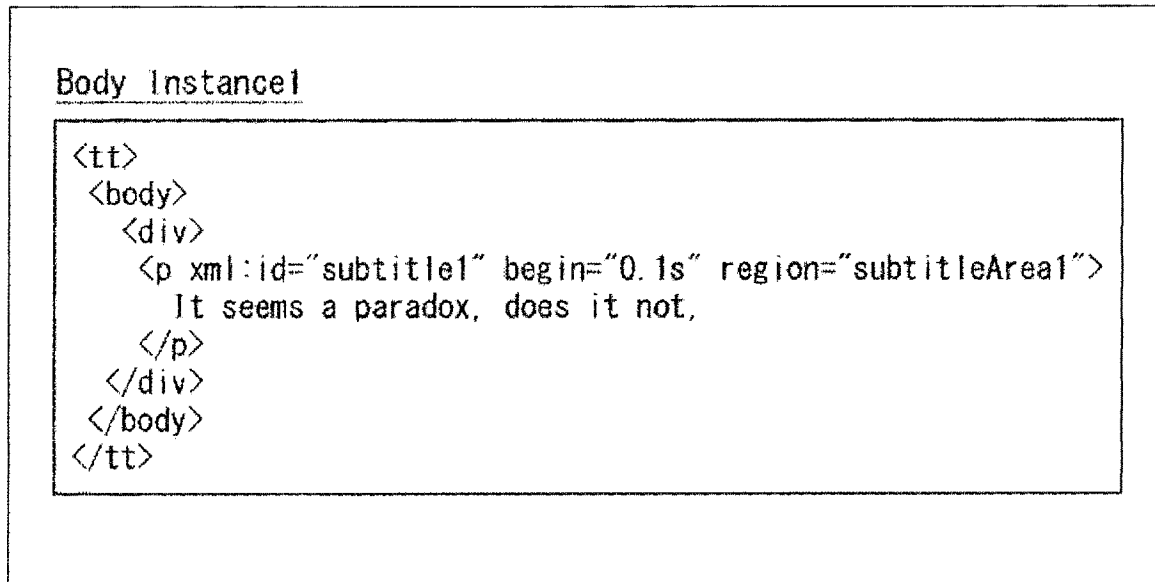 Body Instance1
<tt>
<body>
<div>
<p xml:id="subtitle1" begin="0.1s" region="subtitleArea1">
It seems a paradox, does it not,
</p>
</div>
</body>
</tt>